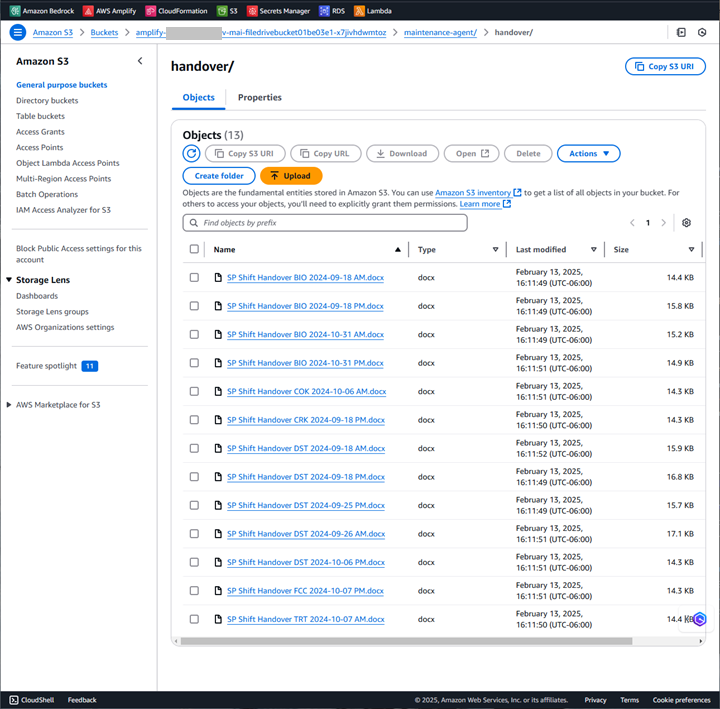 Amazon Bedrock AWS Amplify CloudFormation S3 Secrets Manager RDS Lambda
Amazon S3 > Buckets > amplify- v-mai-filedrivebucket01be03e1-x7jivhdwmtoz > maintenance-agent/ > handover/
Amazon S3
General purpose buckets
Directory buckets
Table buckets
Access Grants
Access Points
Object Lambda Access Points
Multi-Region Access Points
Batch Operations
IAM Access Analyzer for S3
Block Public Access settings for this
account
Storage Lens
Dashboards
Storage Lens groups
AWS Organizations settings
Feature spotlight 11
AWS Marketplace for S3
handover/
Copy S3 URI
Objects Properties
Objects (13)
Copy S3 URI Copy URL Download Open Delete Actions
Create folder Upload
Objects are the fundamental entities stored in Amazon S3. You can use Amazon S3 inventory to get a list of all objects in your bucket. For
others to access your objects, you'll need to explicitly grant them permissions. Learn more
Find objects by prefix
1
Name Type Last modified Size
SP Shift Handover BIO 2024-09-18 AM.docx docx February 13, 2025, 16:11:49 (UTC-06:00) 14.4 KB
SP Shift Handover BIO 2024-09-18 PM.docx docx February 13, 2025, 16:11:49 (UTC-06:00) 15.8 KB
SP Shift Handover BIO 2024-10-31 AM.docx docx February 13, 2025, 16:11:49 (UTC-06:00) 15.2 KB
SP Shift Handover BIO 2024-10-31 PM.docx docx February 13, 2025, 16:11:51 (UTC-06:00) 14.9 KB
SP Shift Handover COK 2024-10-06 AM.docx docx February 13, 2025, 16:11:51 (UTC-06:00) 14.3 KB
SP Shift Handover CRK 2024-09-18 PM.docx docx February 13, 2025, 16:11:50 (UTC-06:00) 14.3 KB
SP Shift Handover DST 2024-09-18 AM.docx docx February 13, 2025, 16:11:52 (UTC-06:00) 15.9 KB
SP Shift Handover DST 2024-09-18 PM.docx docx February 13, 2025, 16:11:49 (UTC-06:00) 16.8 KB
SP Shift Handover DST 2024-09-25 PM.docx docx February 13, 2025, 16:11:49 (UTC-06:00) 15.7 KB
SP Shift Handover DST 2024-09-26 AM.docx docx February 13, 2025, 16:11:51 (UTC-06:00) 17.1 KB
SP Shift Handover DST 2024-10-06 PM.docx docx February 13, 2025, 16:11:51 (UTC-06:00) 14.3 KB
SP Shift Handover FCC 2024-10-07 PM.docx docx February 13, 2025, 16:11:51 (UTC-06:00) 14.3 KB
SP Shift Handover TRT 2024-10-07 AM.docx docx February 13, 2025, 16:11:50 (UTC-06:00) 14.4 KB
CloudShell Feedback © 2025, Amazon Web Services, Inc. or its affiliates. Privacy Terms Cookie preferences